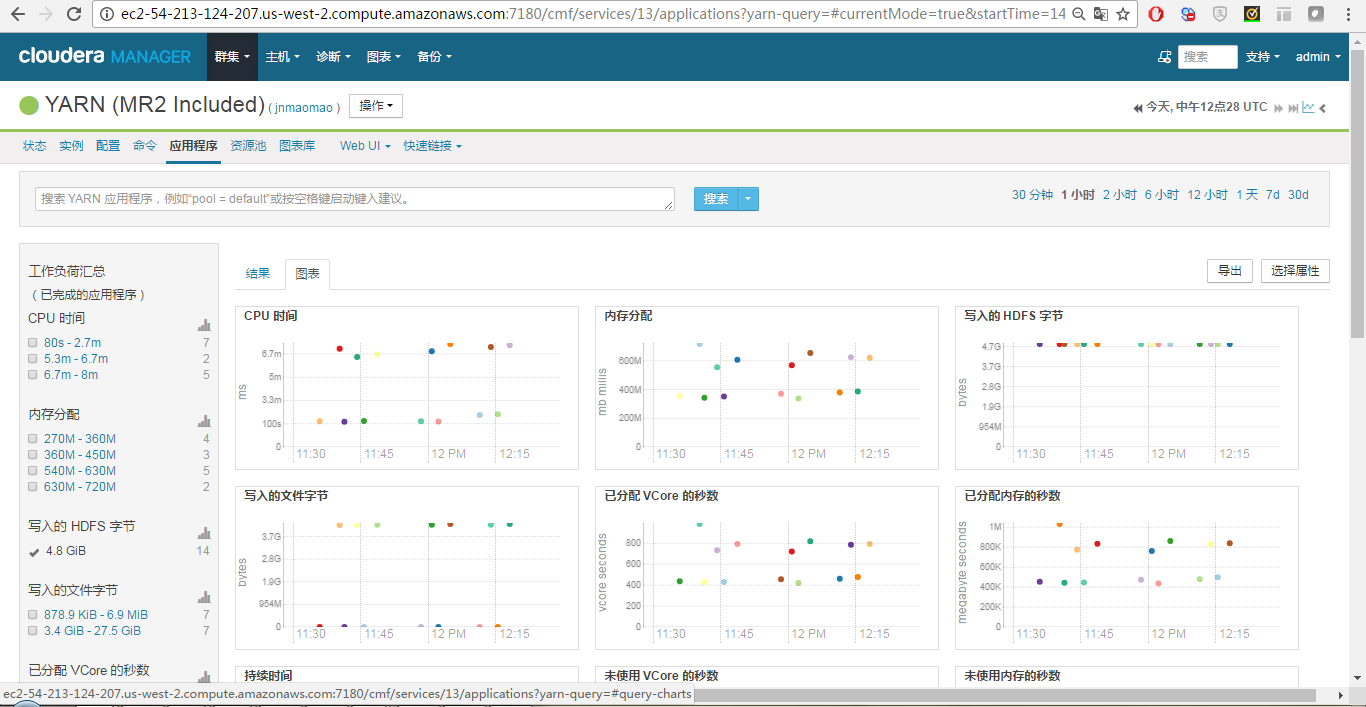 ec2-54-213-124-207.us-west-2.compute.amazonaws.com:7180/cmf/services/13/applications?yarn-query=#currentMode=true&startTime=14
cloudera MANAGER 群集 主机 诊断 图表 备份 搜索 支持 admin
YARN (MR2 Included) ( jnmaomao ) 操作 今天, 中午12点28 UTC
状态 实例 配置 命令 应用程序 资源池 图表库 Web UI 快速链接
搜索 YARN 应用程序，例如“pool = default”或按空格键启动键入建议。 搜索 30 分钟 1 小时 2 小时 6 小时 12 小时 1 天 7d 30d
工作负荷汇总
（已完成的应用程序）
CPU 时间
80s - 2.7m 7
5.3m - 6.7m 2
6.7m - 8m 5
内存分配
270M - 360M 4
360M - 450M 3
540M - 630M 5
630M - 720M 2
写入的 HDFS 字节
4.8 GiB 14
写入的文件字节
878.9 KiB - 6.9 MiB 7
3.4 GiB - 27.5 GiB 7
已分配 VCore 的秒数
结果 图表 导出 选择属性
CPU 时间
ms
6.7m
5m
3.3m
100s
0
11:30 11:45 12 PM 12:15
内存分配
mb millis
600M
400M
200M
0
11:30 11:45 12 PM 12:15
写入的 HDFS 字节
bytes
4.7G
3.7G
2.8G
1.9G
954M
0
11:30 11:45 12 PM 12:15
写入的文件字节
bytes
3.7G
2.8G
1.9G
954M
0
11:30 11:45 12 PM 12:15
已分配 VCore 的秒数
vcore seconds
800
600
400
200
0
11:30 11:45 12 PM 12:15
已分配内存的秒数
megabyte seconds
1M
800K
600K
400K
200K
0
11:30 11:45 12 PM 12:15
持续时间
未使用 VCore 的秒数
未使用内存的秒数
ec2-54-213-124-207.us-west-2.compute.amazonaws.com:7180/cmf/services/13/applications?yarn-query=#query-charts